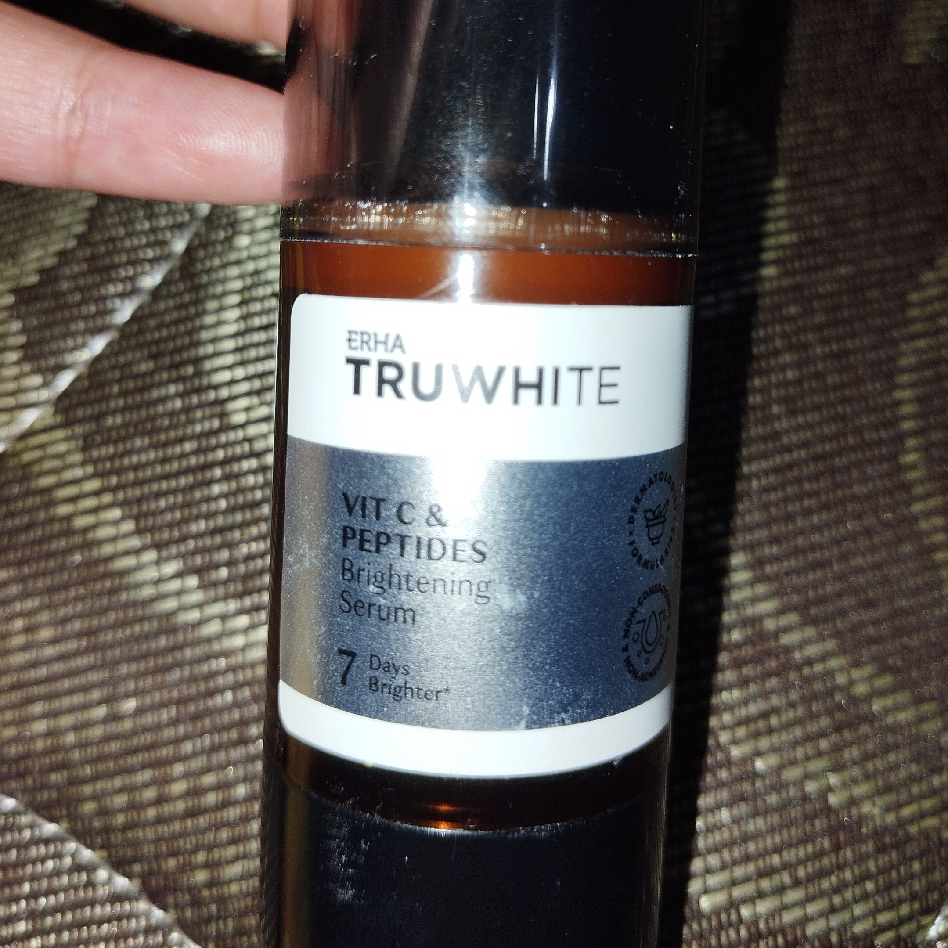 ERHA
TRUWHITE
VIT C &
PEPTIDES
Brightening
Serum
7 Days
Brighter*